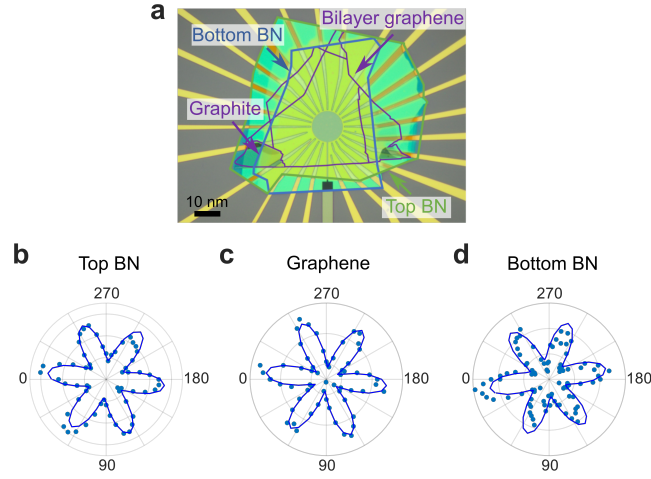 a
Bilayer graphene
Bottom BN
Graphite
10 nm
Top BN
b
Top BN
c
Graphene
d
Bottom BN
270
270
270
0
180
0
180
0
180
90
90
90